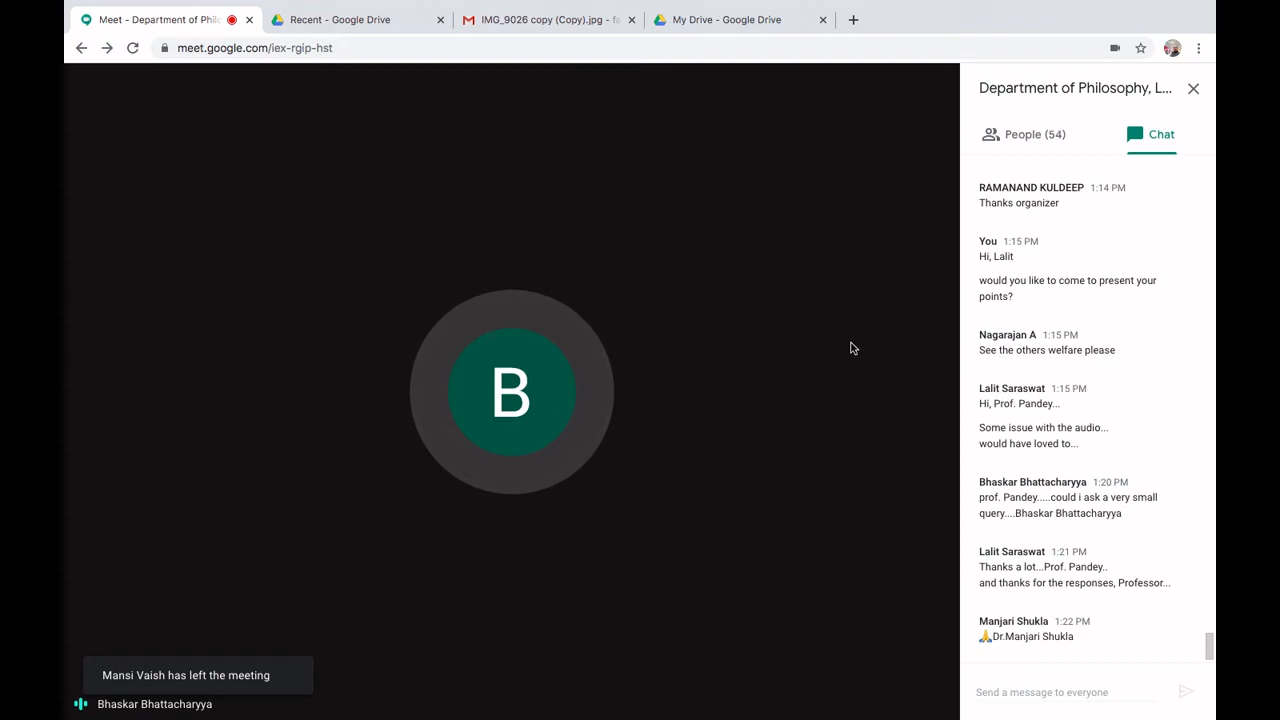 Meet - Department of Philo
Recent - Google Drive
IMG_9026 copy (Copy).jpg - fa
My Drive - Google Drive
meet.google.com/iex-rgip-hst
Department of Philosophy, L...
People (54)
Chat
RAMANAND KULDEEP 1:14 PM
Thanks organizer
You 1:15 PM
Hi, Lalit
would you like to come to present your
points?
Nagarajan A 1:15 PM
See the others welfare please
Lalit Saraswat 1:15 PM
Hi, Prof. Pandey...
Some issue with the audio...
would have loved to...
Bhaskar Bhattacharyya 1:20 PM
prof. Pandey.....could i ask a very small
query....Bhaskar Bhattacharyya
Lalit Saraswat 1:21 PM
Thanks a lot...Prof. Pandey..
and thanks for the responses, Professor...
Manjari Shukla 1:22 PM
🙏Dr.Manjari Shukla
Send a message to everyone
B
Mansi Vaish has left the meeting
Bhaskar Bhattacharyya